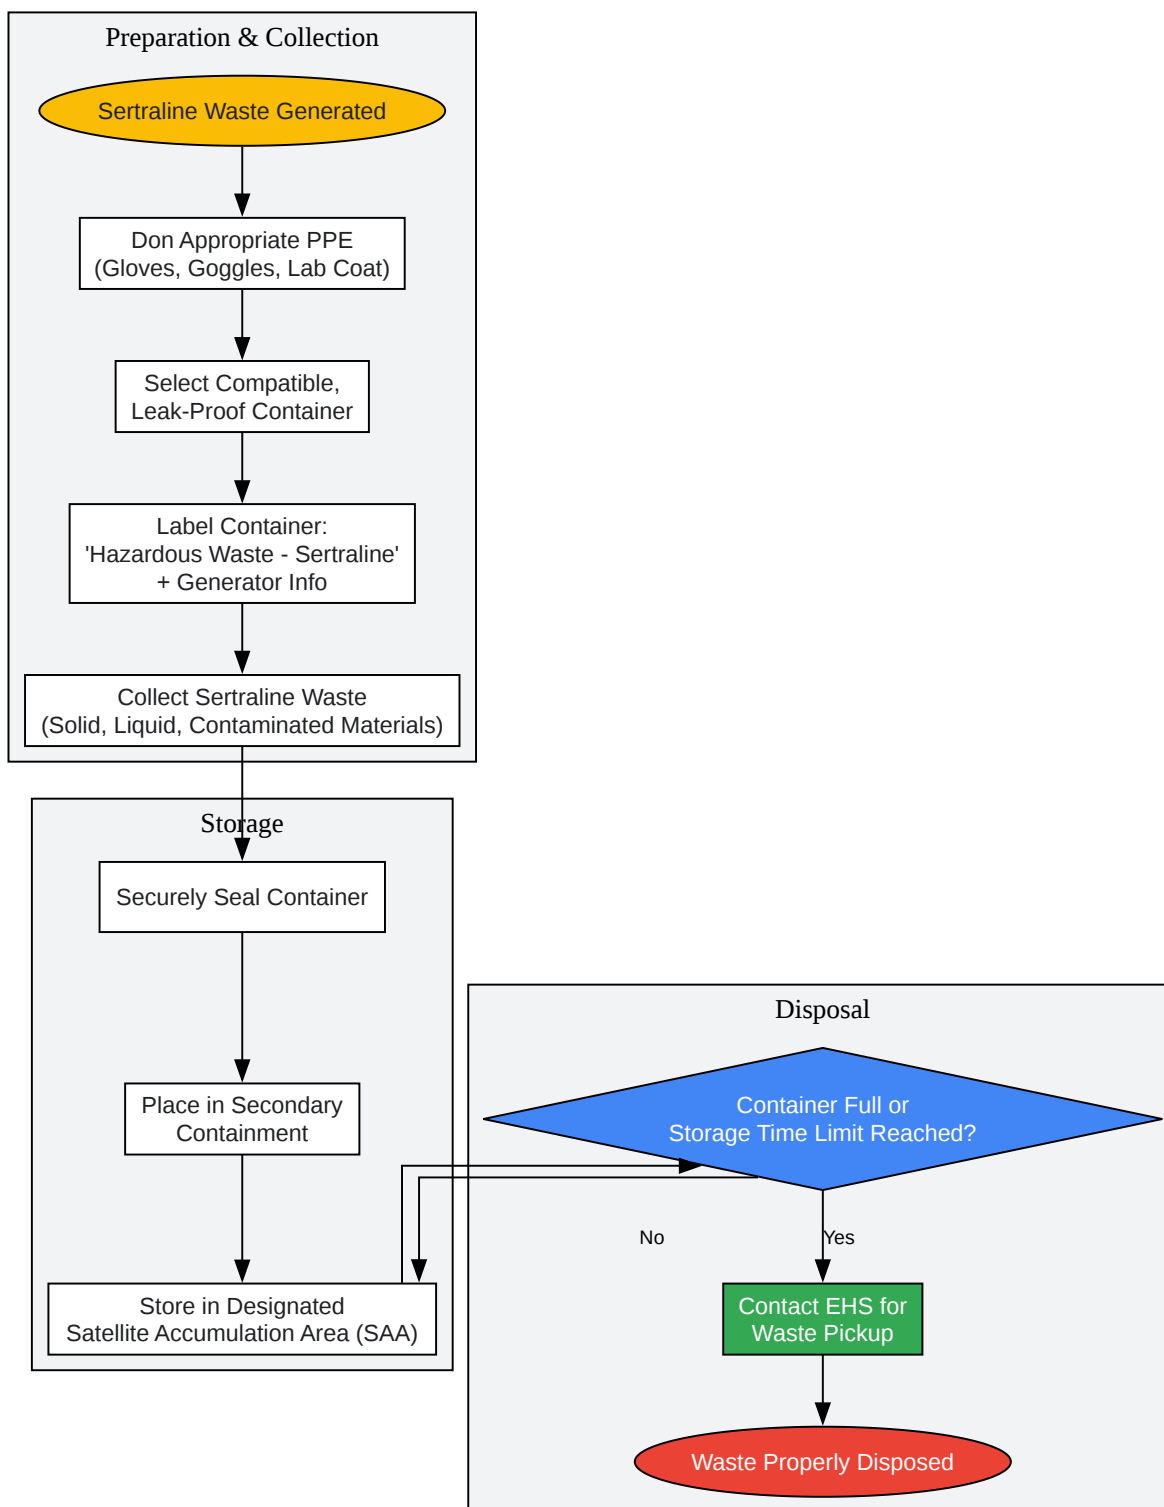 Preparation & Collection
Sertraline Waste Generated
Don Appropriate PPE
(Gloves, Goggles, Lab Coat)
Select Compatible,
Leak-Proof Container
Label Container:
'Hazardous Waste - Sertraline'
+ Generator Info
Collect Sertraline Waste
(Solid, Liquid, Contaminated Materials)
Storage
Securely Seal Container
Place in Secondary
Containment
Store in Designated
Satellite Accumulation Area (SAA)
Disposal
Container Full or
Storage Time Limit Reached?
No
Yes
Contact EHS for
Waste Pickup
Waste Properly Disposed